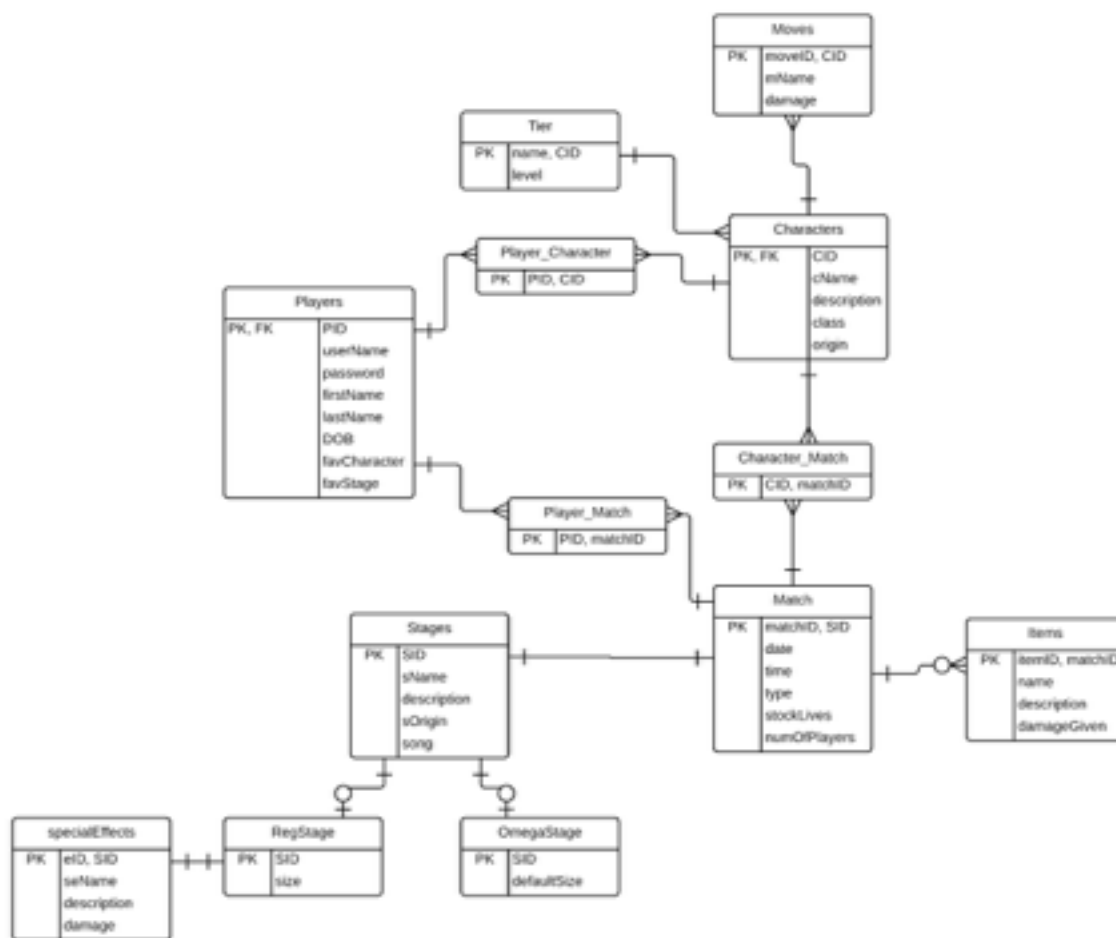 Moves
PK moveID, CID
mName
damage
Tier
PK name, CID
level
Characters
PK, FK CID
cName
description
class
origin
Player_Character
PK PID, CID
Players
PK, FK PID
userName
password
firstName
lastName
DOB
favCharacter
favStage
Character_Match
PK CID, matchID
Player_Match
PK PID, matchID
Match
PK matchID, SID
date
time
type
stockLives
numOfPlayers
Stages
PK SID
sName
description
sOrigin
song
Items
PK itemID, matchID
name
description
damageGiven
specialEffects
PK eID, SID
seName
description
damage
RegStage
PK SID
size
OmegaStage
PK SID
defaultSize